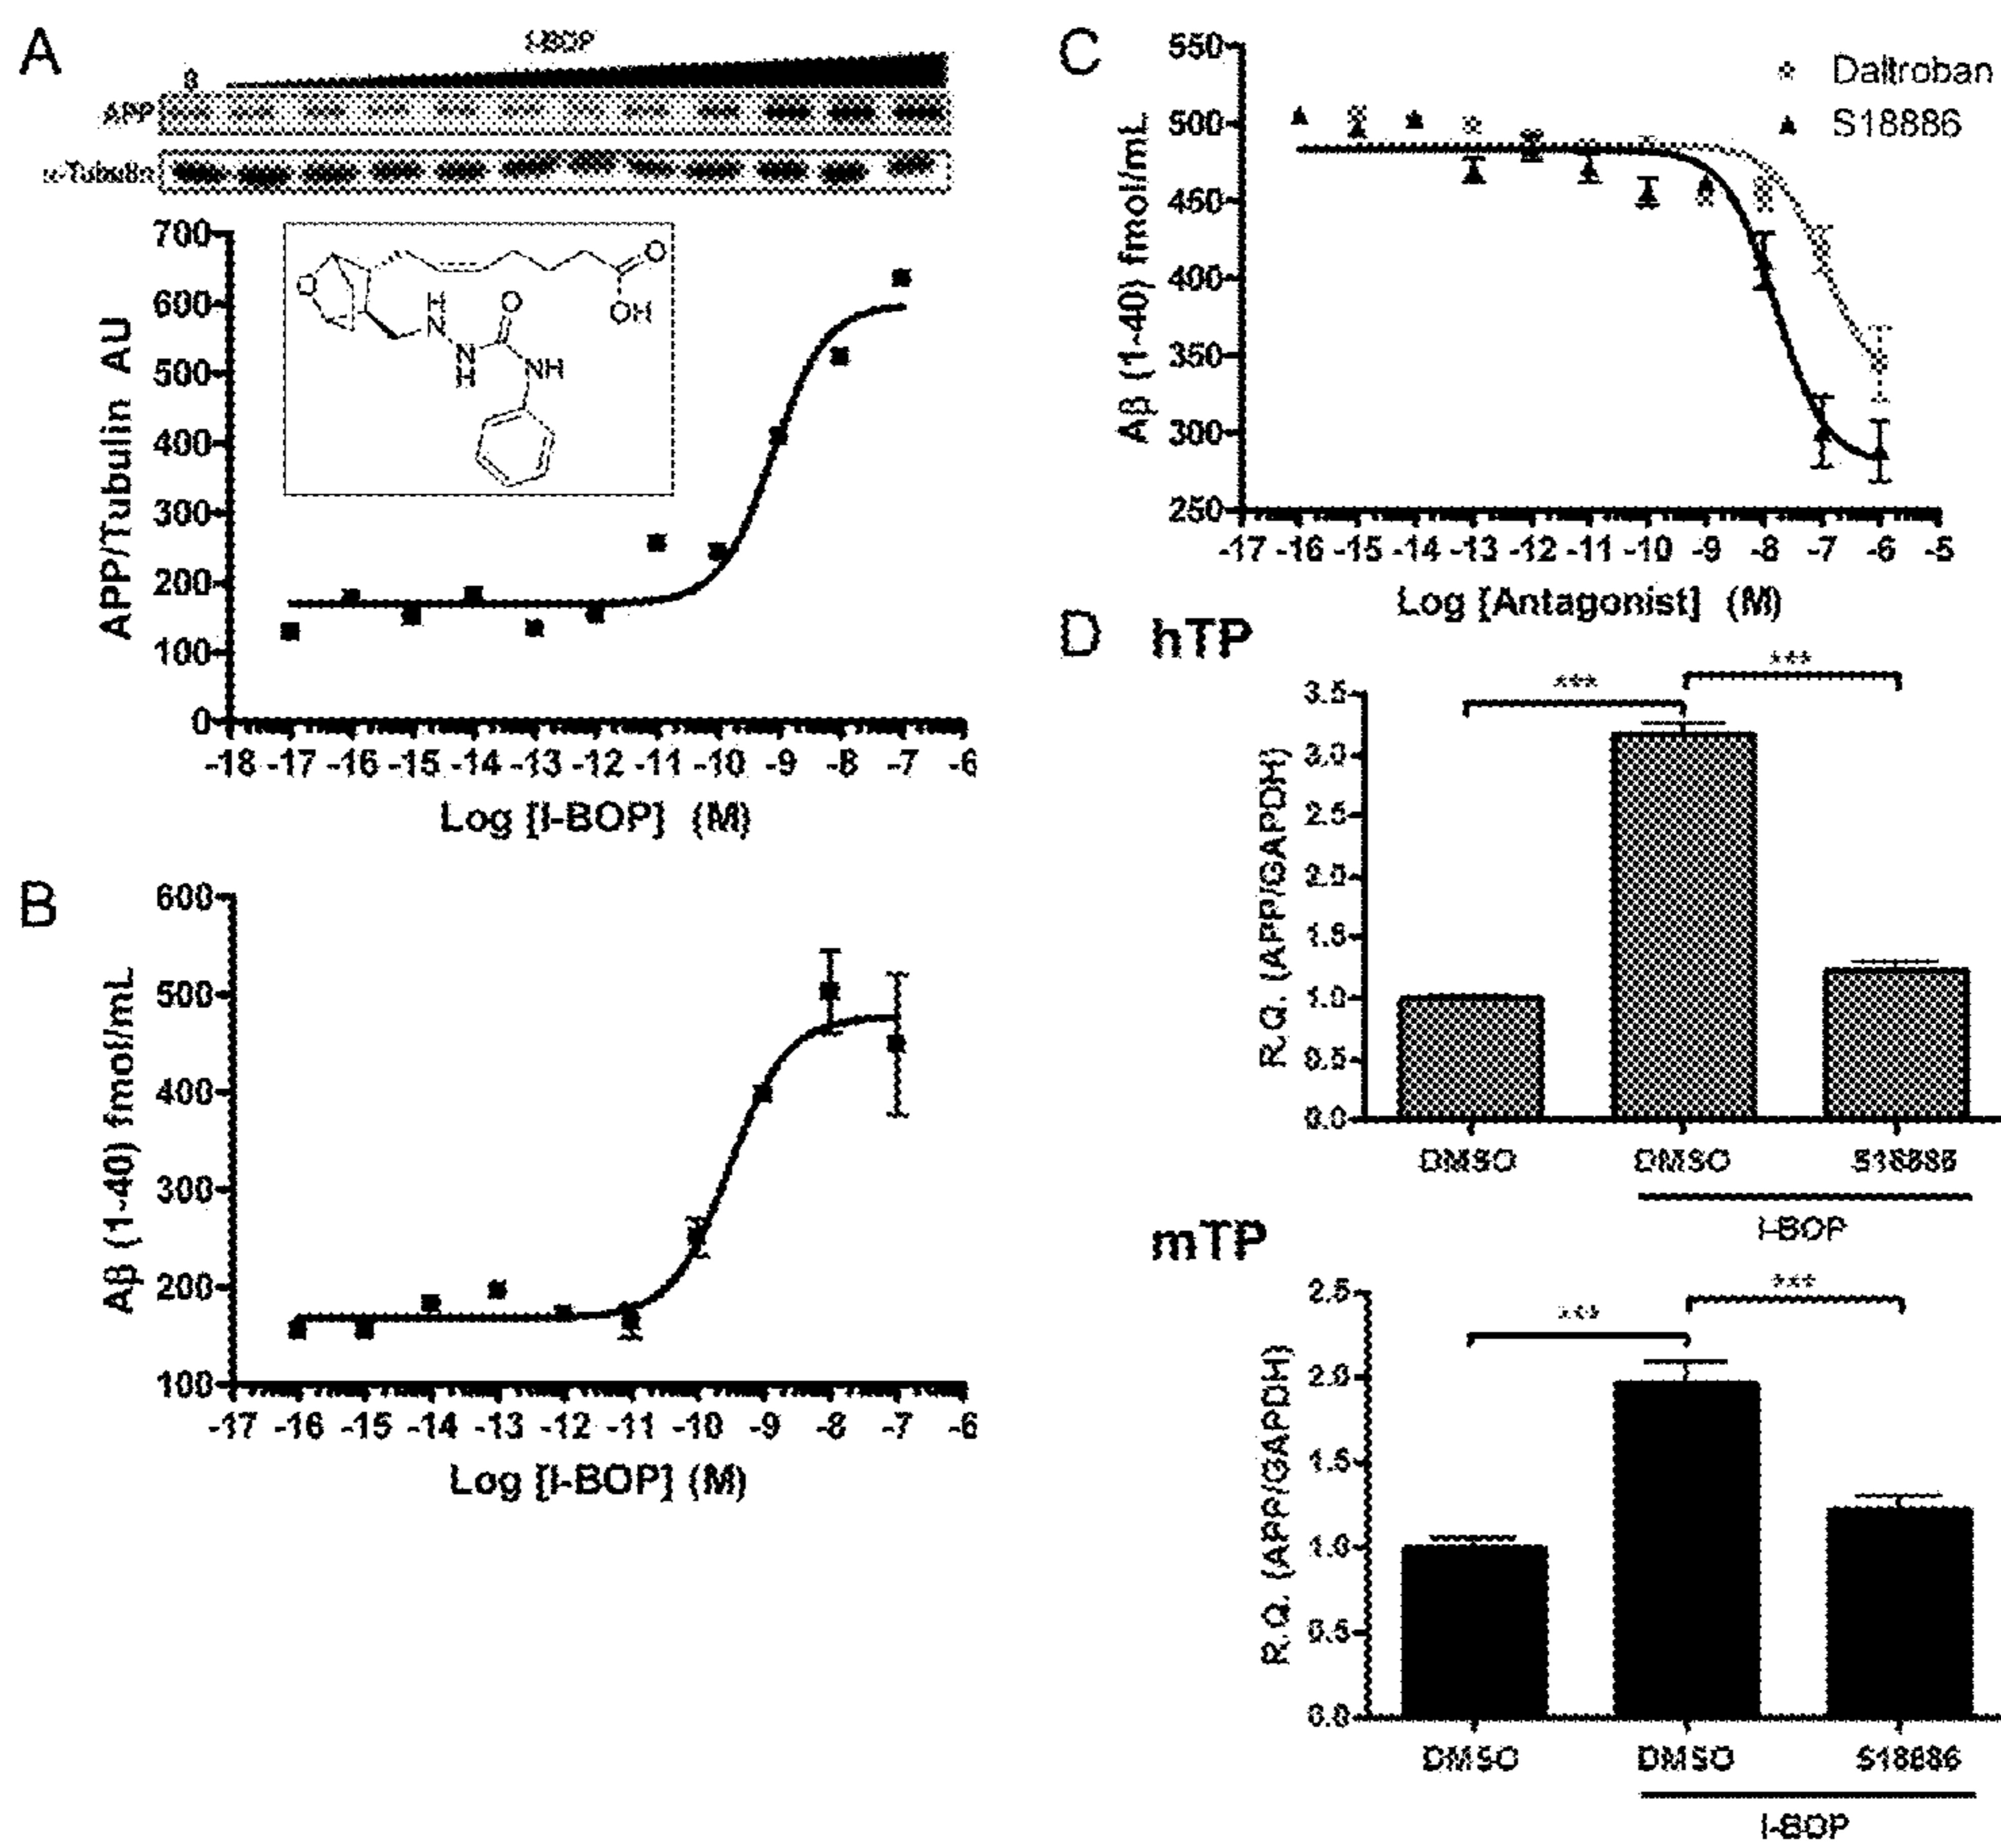 A
I-BOP
APP
α-Tubulin
APP/Tubulin AU
700
600
500
400
300
200
100
0
O
H
N
N
H
O
NH
O
OH
-18 -17 -16 -15 -14 -13 -12 -11 -10 -9 -8 -7 -6
Log [I-BOP] (M)
B
Aβ (1-40) fmol/mL
600
500
400
300
200
100
-17 -16 -15 -14 -13 -12 -11 -10 -9 -8 -7 -6
Log [I-BOP] (M)
C
Aβ (1-40) fmol/mL
550
500
450
400
350
300
250
Daltroban
S18886
-17 -16 -15 -14 -13 -12 -11 -10 -9 -8 -7 -6 -5
Log [Antagonist] (M)
D
hTP
R.Q. (APP/GAPDH)
3.5
3.0
2.5
2.0
1.5
1.0
0.5
0.0
*** ***
DMSO DMSO S18886
I-BOP
mTP
R.Q. (APP/GAPDH)
2.5
2.0
1.5
1.0
0.5
0.0
*** ***
DMSO DMSO S18886
I-BOP